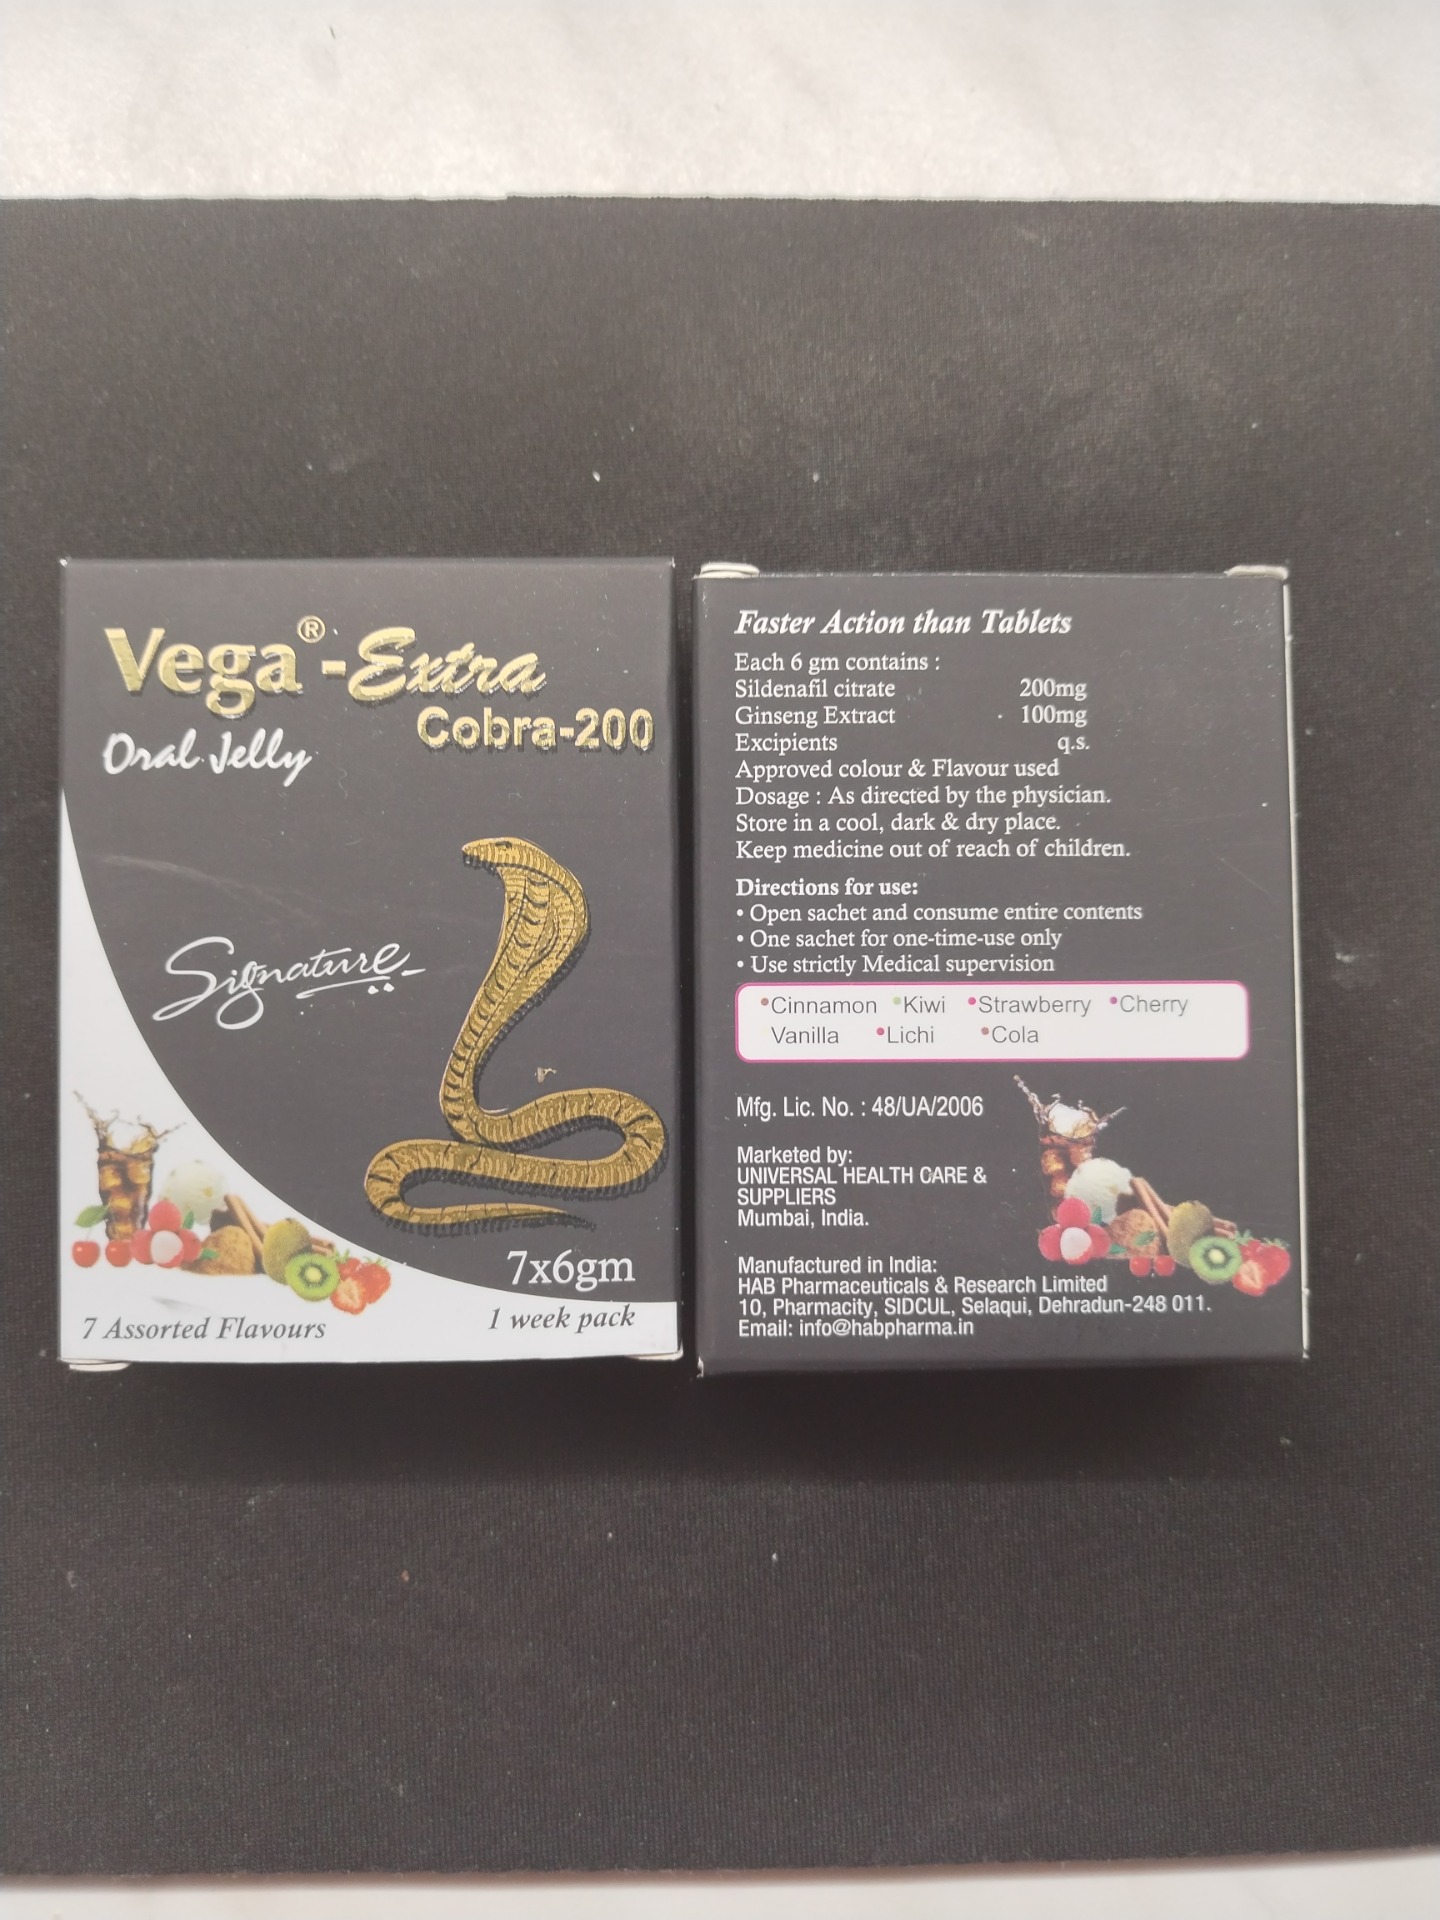 Vega®-Extra
Cobra-200
Oral Jelly
Signature
7x6gm
1 week pack
7 Assorted Flavours
Faster Action than Tablets
Each 6 gm contains :
Sildenafil citrate 200mg
Ginseng Extract 100mg
Excipients q.s.
Approved colour & Flavour used
Dosage : As directed by the physician.
Store in a cool, dark & dry place.
Keep medicine out of reach of children.
Directions for use:
• Open sachet and consume entire contents
• One sachet for one-time-use only
• Use strictly Medical supervision
•Cinnamon •Kiwi •Strawberry •Cherry
Vanilla •Lichi •Cola
Mfg. Lic. No. : 48/UA/2006
Marketed by:
UNIVERSAL HEALTH CARE &
SUPPLIERS
Mumbai, India.
Manufactured in India:
HAB Pharmaceuticals & Research Limited
10, Pharmacity, SIDCUL, Selaqui, Dehradun-248 011.
Email: info@habpharma.in